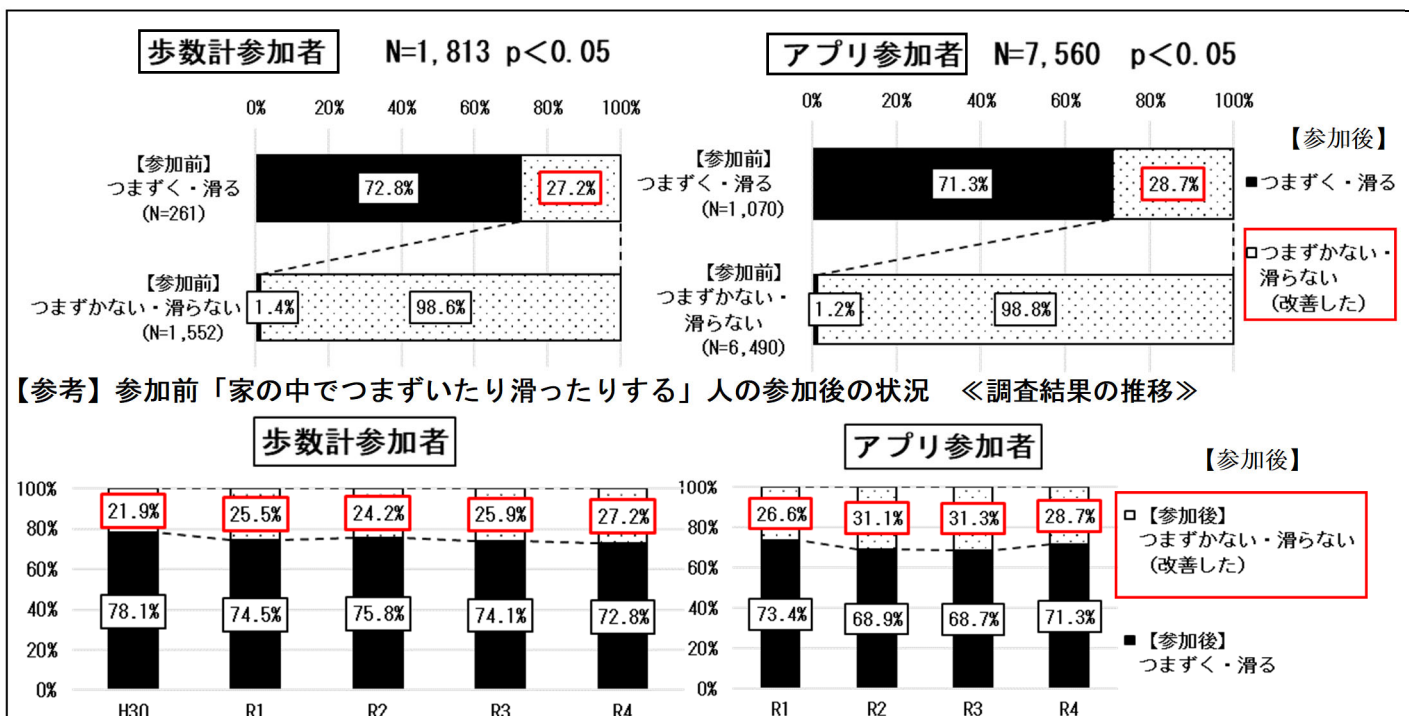 歩数計参加者 N=1,813 p<0.05
0% 20% 40% 60% 80% 100%
【参加前】
つまずく・滑る
(N=261)
72.8% 27.2%
【参加前】
つまずかない・滑らない
(N=1,552)
1.4% 98.6%
アプリ参加者 N=7,560 p<0.05
0% 20% 40% 60% 80% 100%
【参加前】
つまずく・滑る
(N=1,070)
71.3% 28.7%
【参加前】
つまずかない・
滑らない
(N=6,490)
1.2% 98.8%
【参加後】
■つまずく・滑る
□つまずかない・
滑らない
(改善した)
【参考】参加前「家の中でつまずいたり滑ったりする」人の参加後の状況 ≪調査結果の推移≫
歩数計参加者
100%
80%
60%
40%
20%
0%
21.9% 25.5% 24.2% 25.9% 27.2%
78.1% 74.5% 75.8% 74.1% 72.8%
H30 R1 R2 R3 R4
アプリ参加者
100%
80%
60%
40%
20%
0%
26.6% 31.1% 31.3% 28.7%
73.4% 68.9% 68.7% 71.3%
R1 R2 R3 R4
【参加後】
□【参加後】
つまずかない・滑らない
(改善した)
■【参加後】
つまずく・滑る